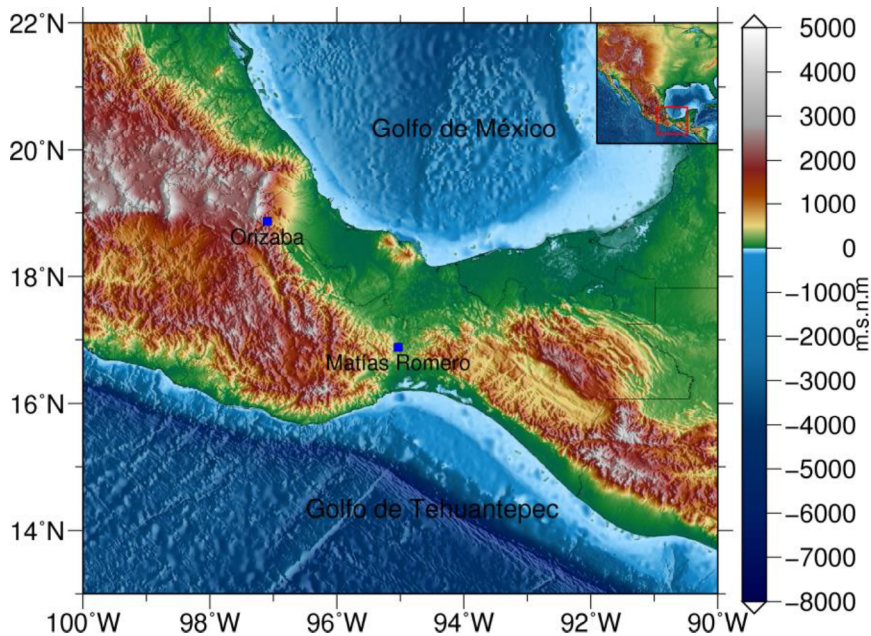 22°N
20°N
18°N
16°N
14°N
Golfo de México
Orizaba
Matías Romero
Golfo de Tehuantepec
100°W
98°W
96°W
94°W
92°W
90°W
5000
4000
3000
2000
1000
0
−1000
−2000
−3000
−4000
−5000
−6000
−7000
−8000
m.s.n.m